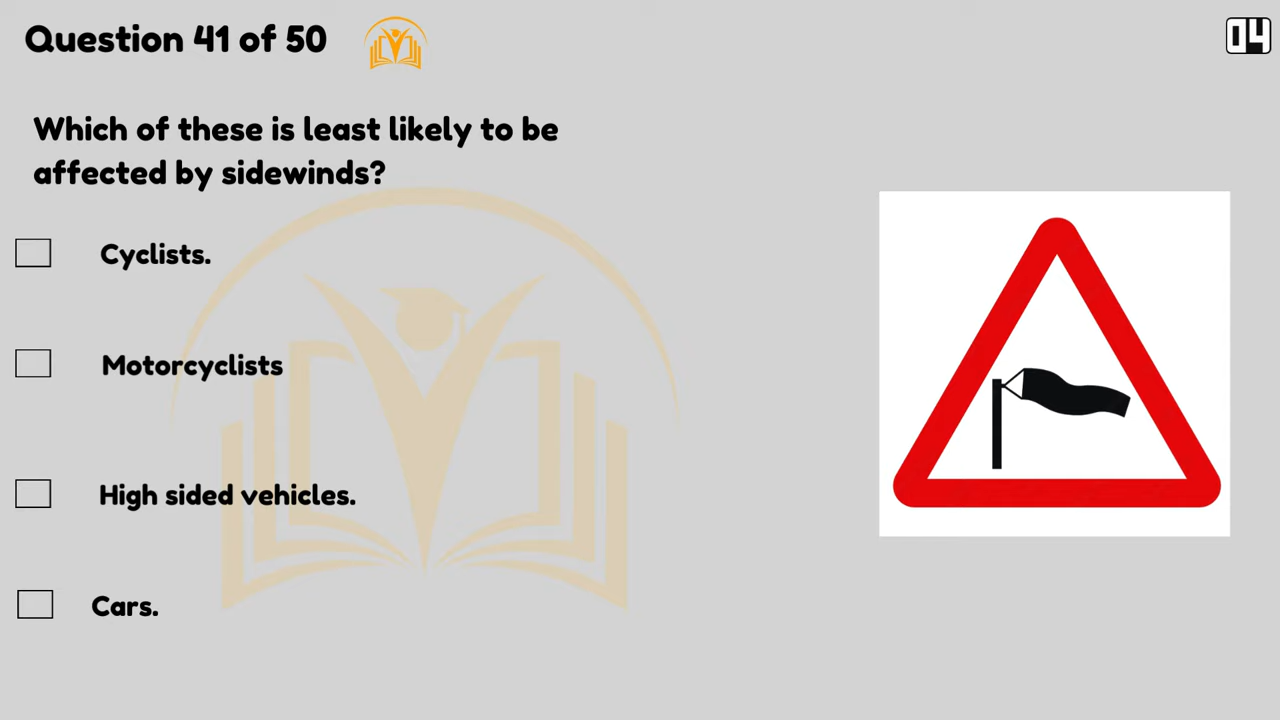 Question 41 of 50
04
Which of these is least likely to be
affected by sidewinds?
Cyclists.
Motorcyclists
High sided vehicles.
Cars.